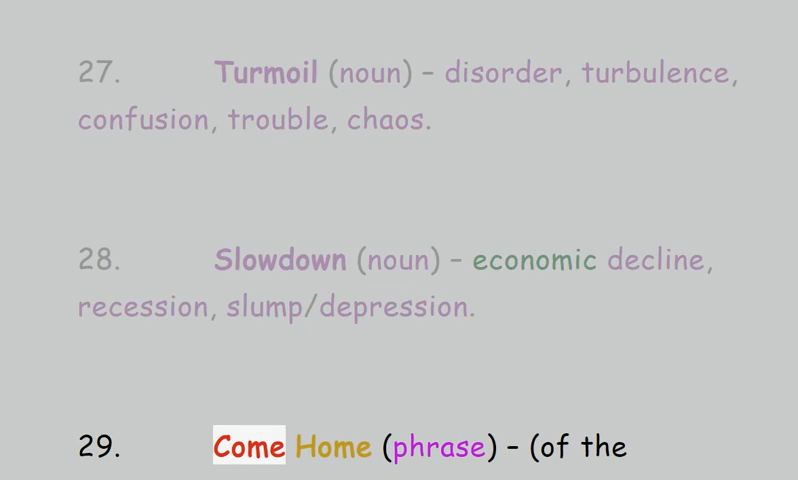 27. Turmoil (noun) – disorder, turbulence,
confusion, trouble, chaos.
28. Slowdown (noun) – economic decline,
recession, slump/depression.
29. Come Home (phrase) – (of the